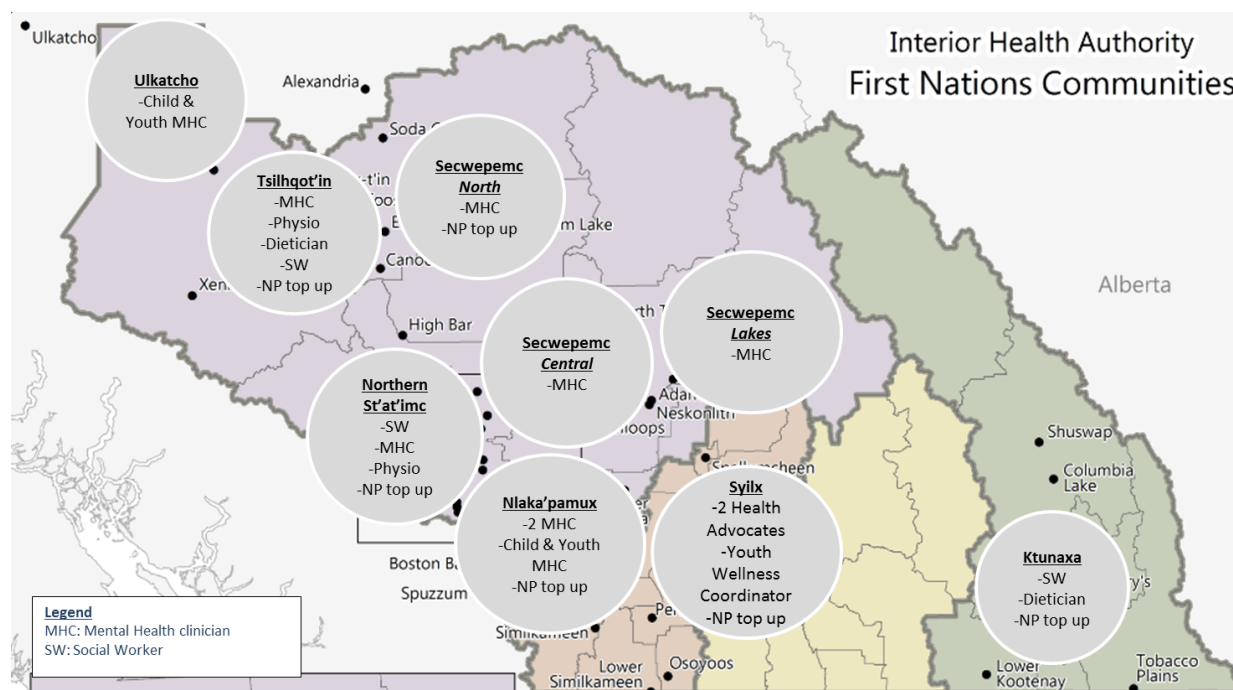 Interior Health Authority
First Nations Communities
Ulkatcho
Alexandria
Ulkatcho
-Child &
Youth MHC
Soda
Tsilhqot'in
-MHC
-Physio
-Dietician
-SW
-NP top up
Secwepemc
North
-MHC
-NP top up
Lake
Alberta
High Bar
Secwepemc
Central
-MHC
Secwepemc
Lakes
-MHC
Northern
St'at'imc
-SW
-MHC
-Physio
-NP top up
Neskonlith
Shuswap
Columbia
Lake
Nlaka'pamux
-2 MHC
-Child & Youth
MHC
-NP top up
Syilx
-2 Health
Advocates
-Youth
Wellness
Coordinator
-NP top up
Ktunaxa
-SW
-Dietician
-NP top up
Boston
Spuzzum
Similkameen
Lower
Similkameen
Osoyoos
Lower
Kootenay
Tobacco
Plains
Legend
MHC: Mental Health clinician
SW: Social Worker